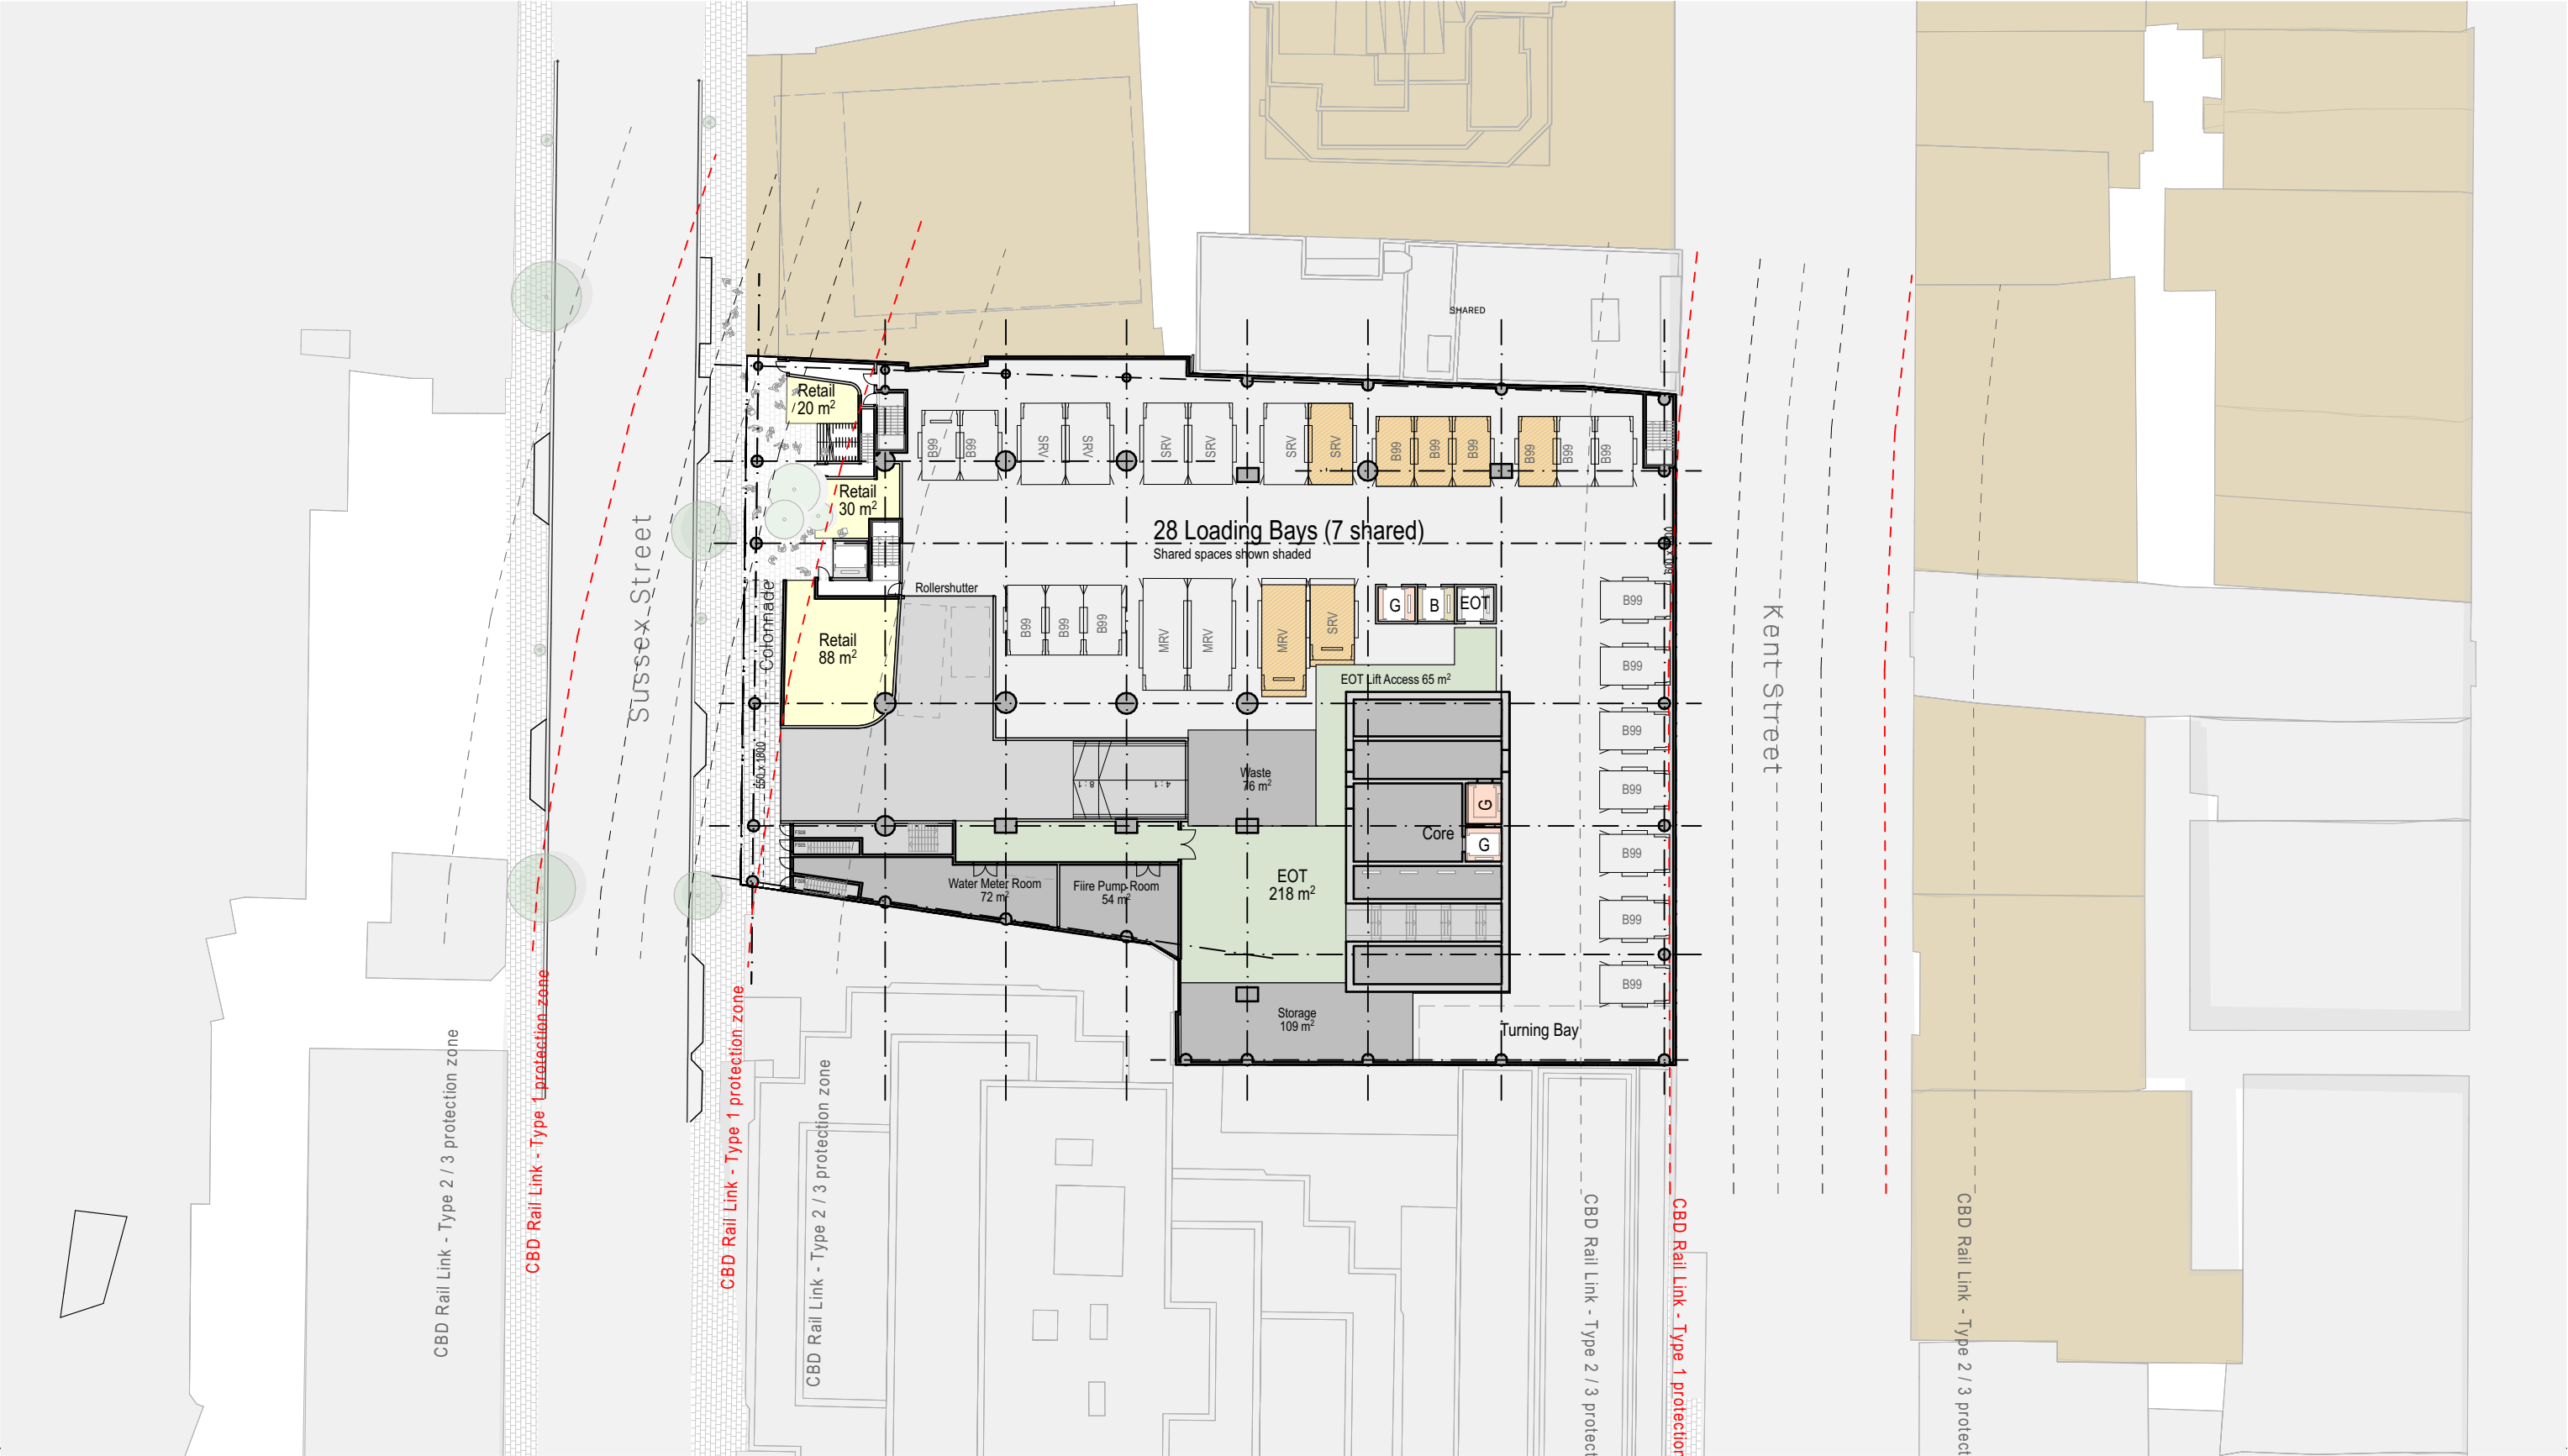 SHARED
Retail
20 m²
B99
B99
SRV
SRV
SRV
SRV
SRV
SRV
B99
B99
B99
B99
B99
B99
Retail
30 m²
28 Loading Bays (7 shared)
Shared spaces shown shaded
Sussex Street
Colonnade
Kent Street
Rollershutter
Retail
88 m²
B99
B99
B99
MRV
MRV
MRV
SRV
G
B
EOT
B99
B99
B99
B99
B99
B99
B99
EOT Lift Access 65 m²
550 x 1800
8:1
4:1
Waste
76 m²
Core
G
G
Water Meter Room
72 m²
Fiire Pump Room
54 m²
EOT
218 m²
Storage
109 m²
Turning Bay
CBD Rail Link - Type 2 / 3 protection zone
CBD Rail Link - Type 1 protection zone
CBD Rail Link - Type 1 protection zone
CBD Rail Link - Type 2 / 3 protection zone
CBD Rail Link - Type 2 / 3 protect
CBD Rail Link - Type 1 protection
CBD Rail Link - Type 2 / 3 protect